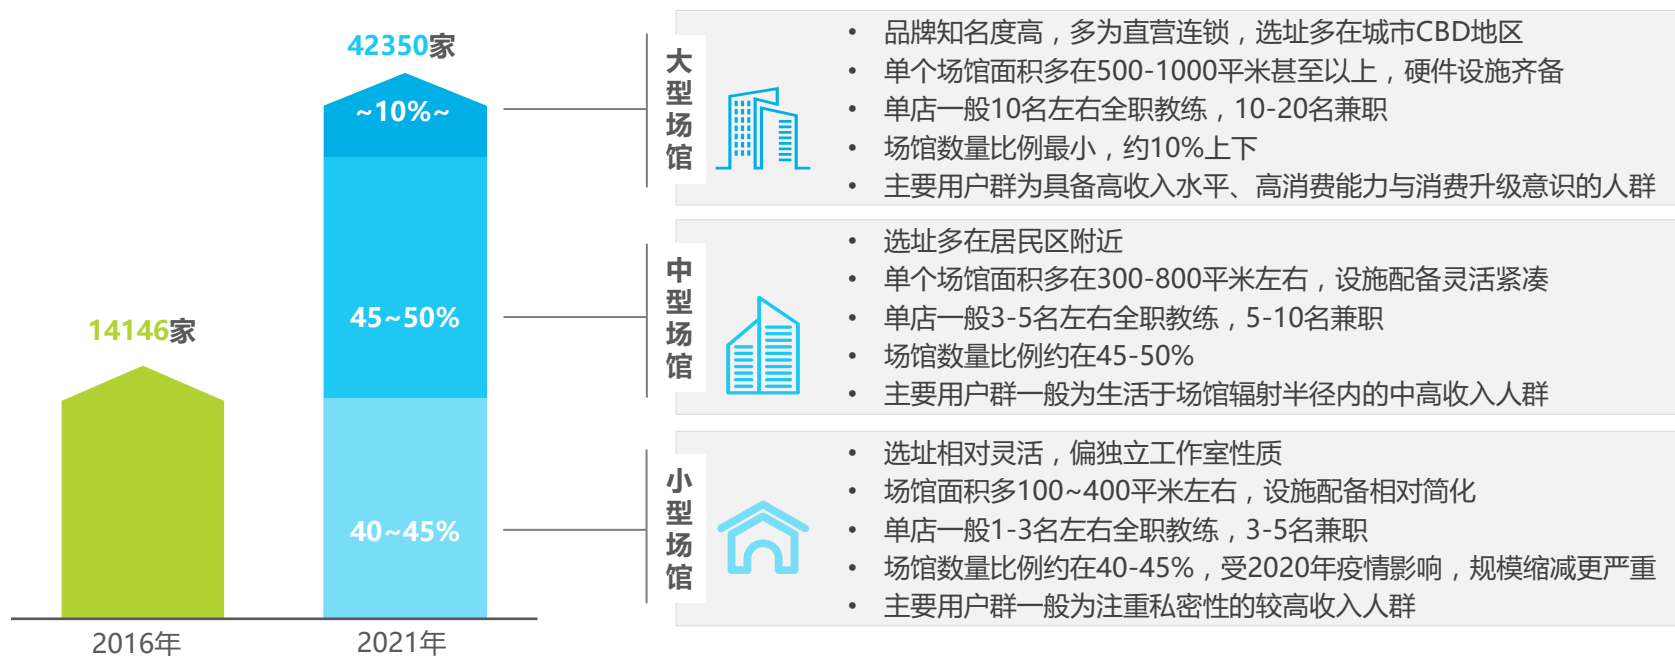 42350家
~10%~
45~50%
40~45%
14146家
2016年
2021年
大型场馆
• 品牌知名度高，多为直营连锁，选址多在城市CBD地区
• 单个场馆面积多在500-1000平米甚至以上，硬件设施齐备
• 单店一般10名左右全职教练，10-20名兼职
• 场馆数量比例最小，约10%上下
• 主要用户群为具备高收入水平、高消费能力与消费升级意识的人群
中型场馆
• 选址多在居民区附近
• 单个场馆面积多在300-800平米左右，设施配备灵活紧凑
• 单店一般3-5名左右全职教练，5-10名兼职
• 场馆数量比例约在45-50%
• 主要用户群一般为生活于场馆辐射半径内的中高收入人群
小型场馆
• 选址相对灵活，偏独立工作室性质
• 场馆面积多100~400平米左右，设施配备相对简化
• 单店一般1-3名左右全职教练，3-5名兼职
• 场馆数量比例约在40-45%，受2020年疫情影响，规模缩减更严重
• 主要用户群一般为注重私密性的较高收入人群